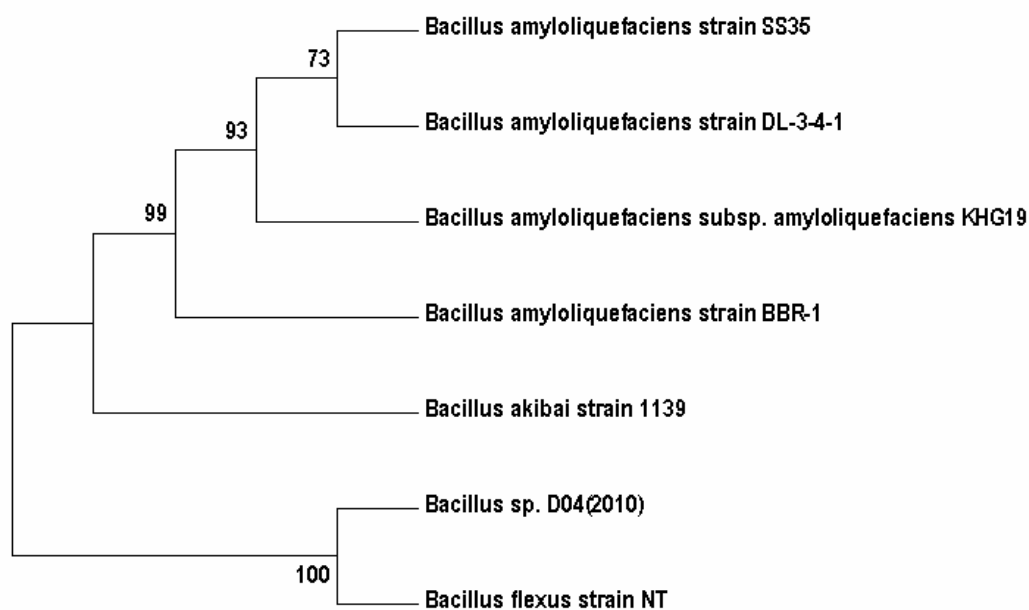 Bacillus amyloliquefaciens strain SS35
73
Bacillus amyloliquefaciens strain DL-3-4-1
93
99
Bacillus amyloliquefaciens subsp. amyloliquefaciens KHG19
Bacillus amyloliquefaciens strain BBR-1
Bacillus akibai strain 1139
Bacillus sp. D04(2010)
100
Bacillus flexus strain NT